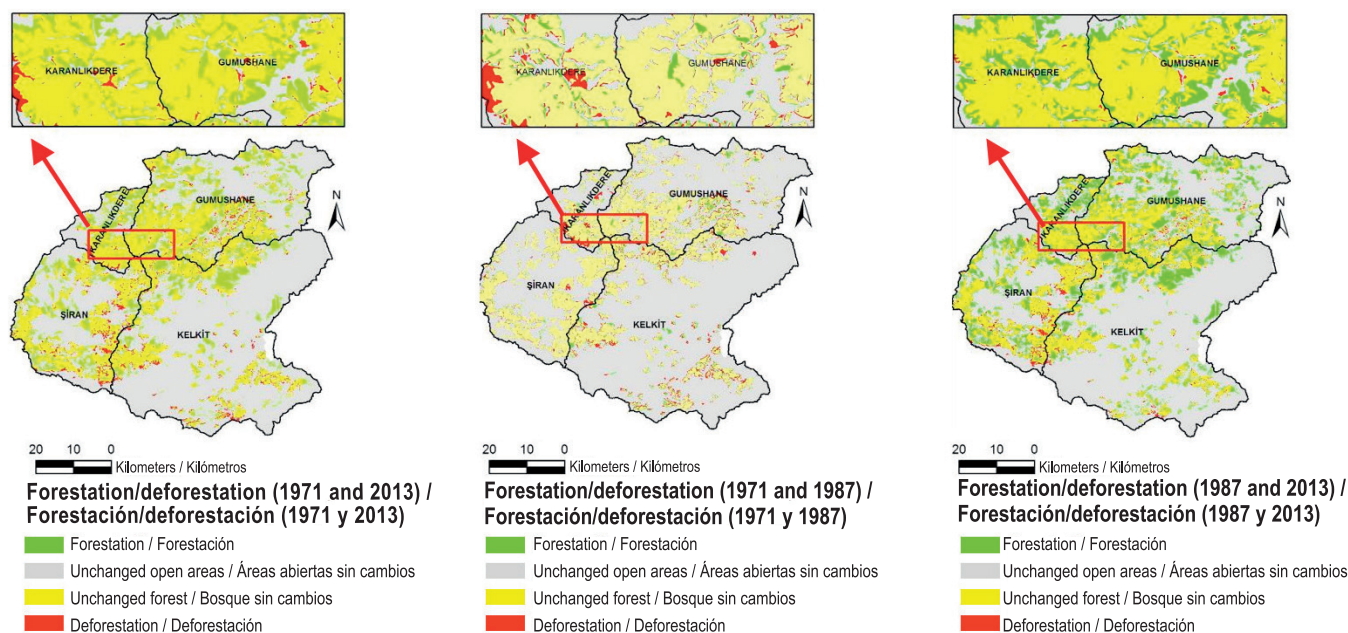 KARANLIKDERE
GUMUSHANE
KARANLIKDERE
GUMUSHANE
ŞİRAN
KELKİT
N
20 10 0
Kilometers / Kilómetros
Forestation/deforestation (1971 and 2013) /
Forestación/deforestación (1971 y 2013)
Forestation / Forestación
Unchanged open areas / Áreas abiertas sin cambios
Unchanged forest / Bosque sin cambios
Deforestation / Deforestación
KARANLIKDERE
GUMUSHANE
KARANLIKDERE
GUMUSHANE
ŞİRAN
KELKİT
N
20 10 0
Kilometers / Kilómetros
Forestation/deforestation (1971 and 1987) /
Forestación/deforestación (1971 y 1987)
Forestation / Forestación
Unchanged open areas / Áreas abiertas sin cambios
Unchanged forest / Bosque sin cambios
Deforestation / Deforestación
KARANLIKDERE
GUMUSHANE
KARANLIKDERE
GUMUSHANE
ŞİRAN
KELKİT
N
20 10 0
Kilometers / Kilómetros
Forestation/deforestation (1987 and 2013) /
Forestación/deforestación (1987 y 2013)
Forestation / Forestación
Unchanged open areas / Áreas abiertas sin cambios
Unchanged forest / Bosque sin cambios
Deforestation / Deforestación